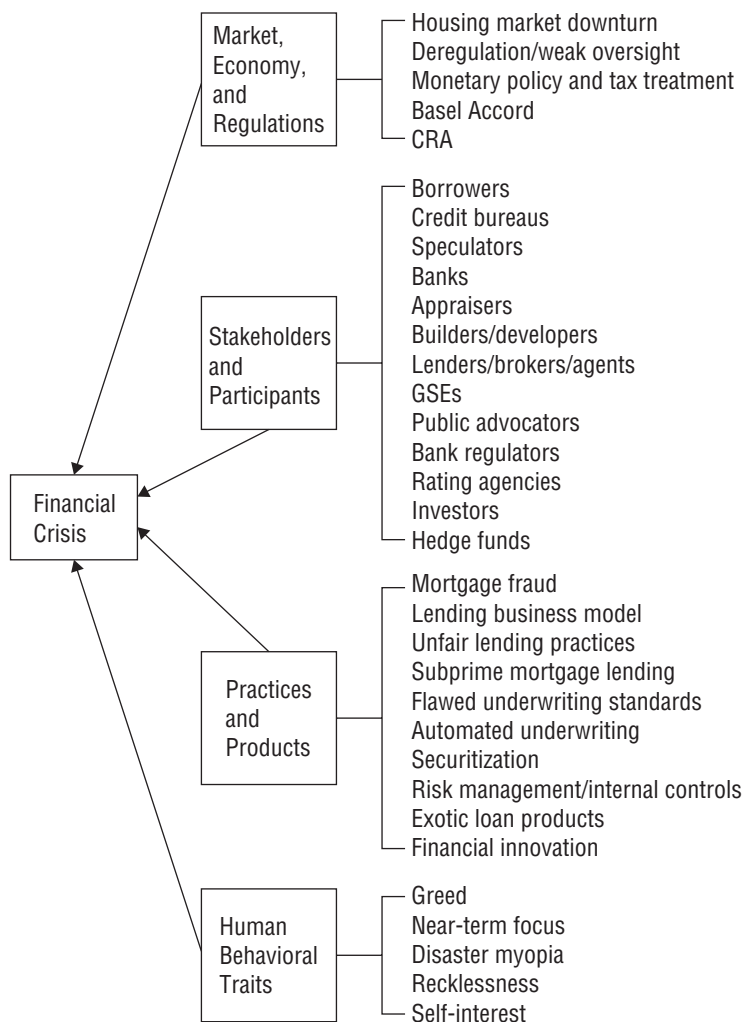 Market,
Economy,
and
Regulations
Housing market downturn
Deregulation/weak oversight
Monetary policy and tax treatment
Basel Accord
CRA
Stakeholders
and
Participants
Borrowers
Credit bureaus
Speculators
Banks
Appraisers
Builders/developers
Lenders/brokers/agents
GSEs
Public advocators
Bank regulators
Rating agencies
Investors
Hedge funds
Financial
Crisis
Practices
and
Products
Mortgage fraud
Lending business model
Unfair lending practices
Subprime mortgage lending
Flawed underwriting standards
Automated underwriting
Securitization
Risk management/internal controls
Exotic loan products
Financial innovation
Human
Behavioral
Traits
Greed
Near-term focus
Disaster myopia
Recklessness
Self-interest